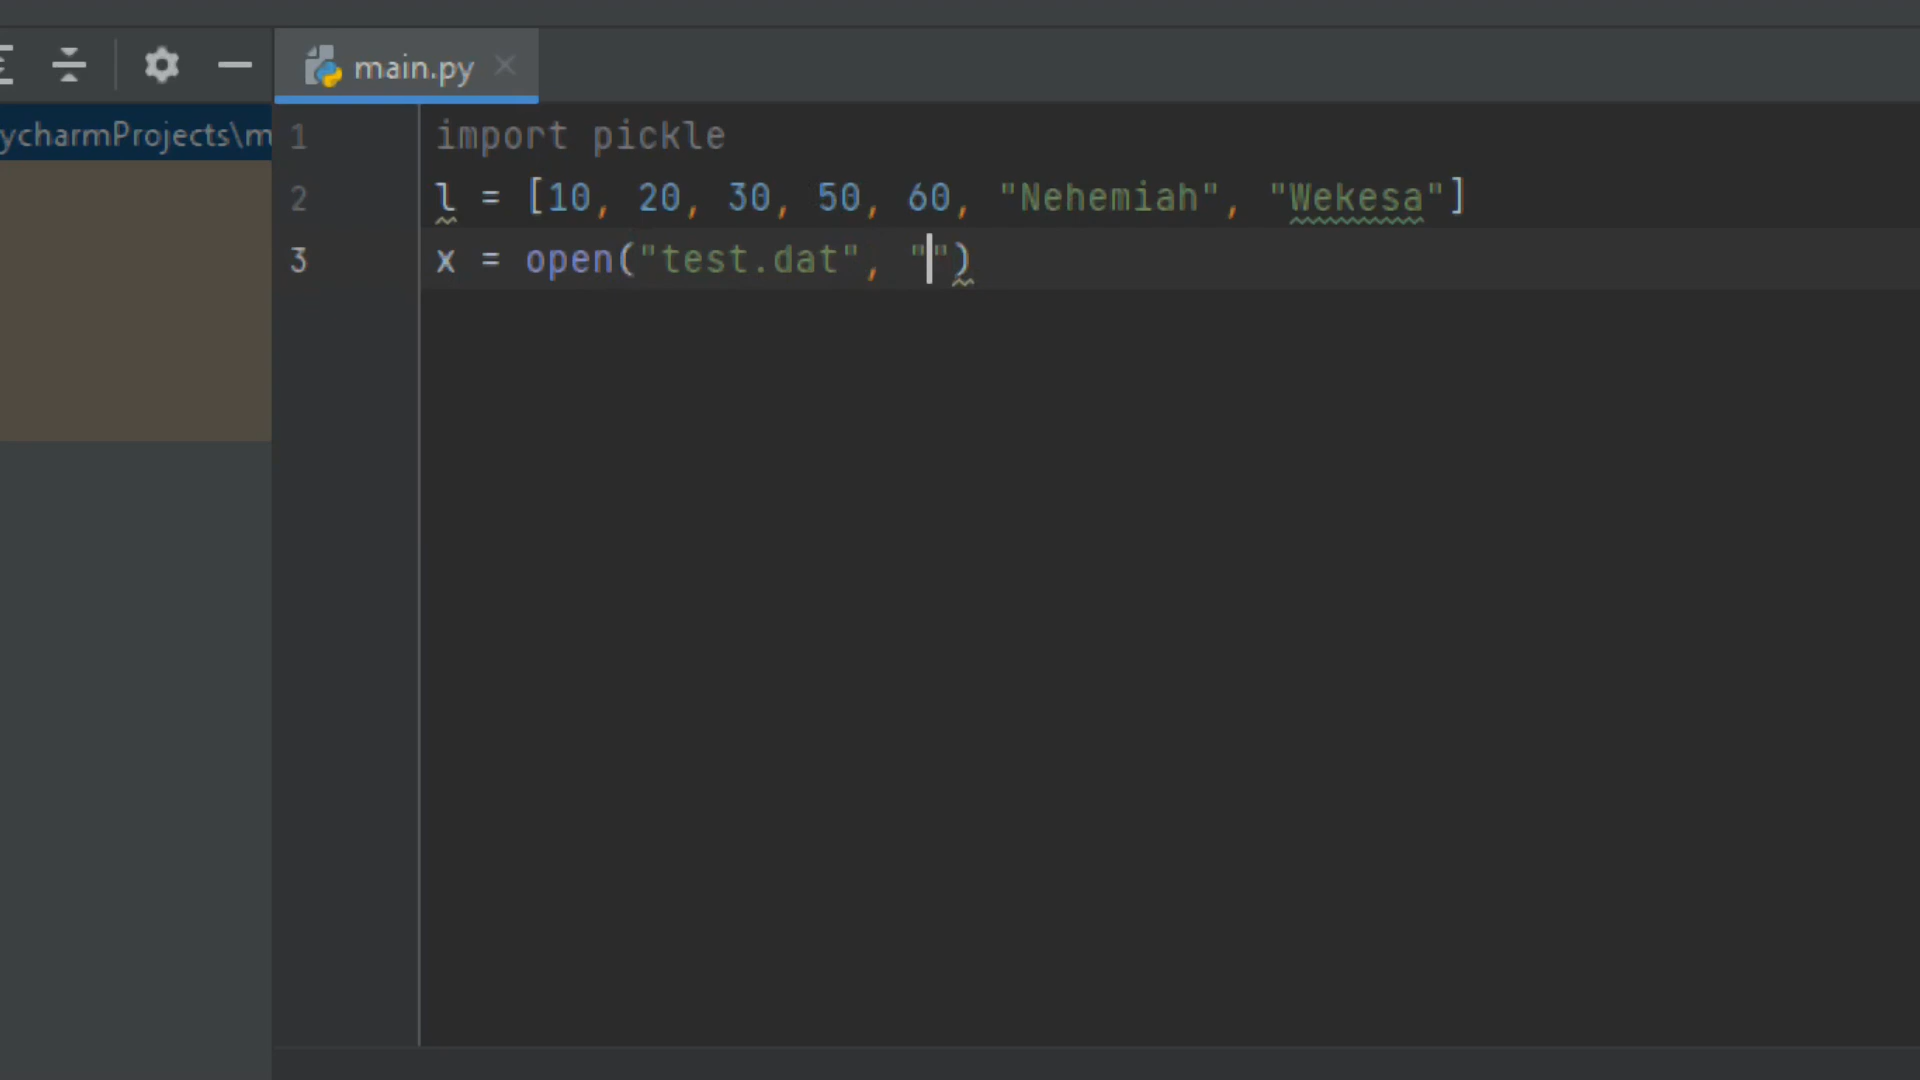 main.py
ycharmProjects\m
1 import pickle
2 l = [10, 20, 30, 50, 60, "Nehemiah", "Wekesa"]
3 x = open("test.dat", "")